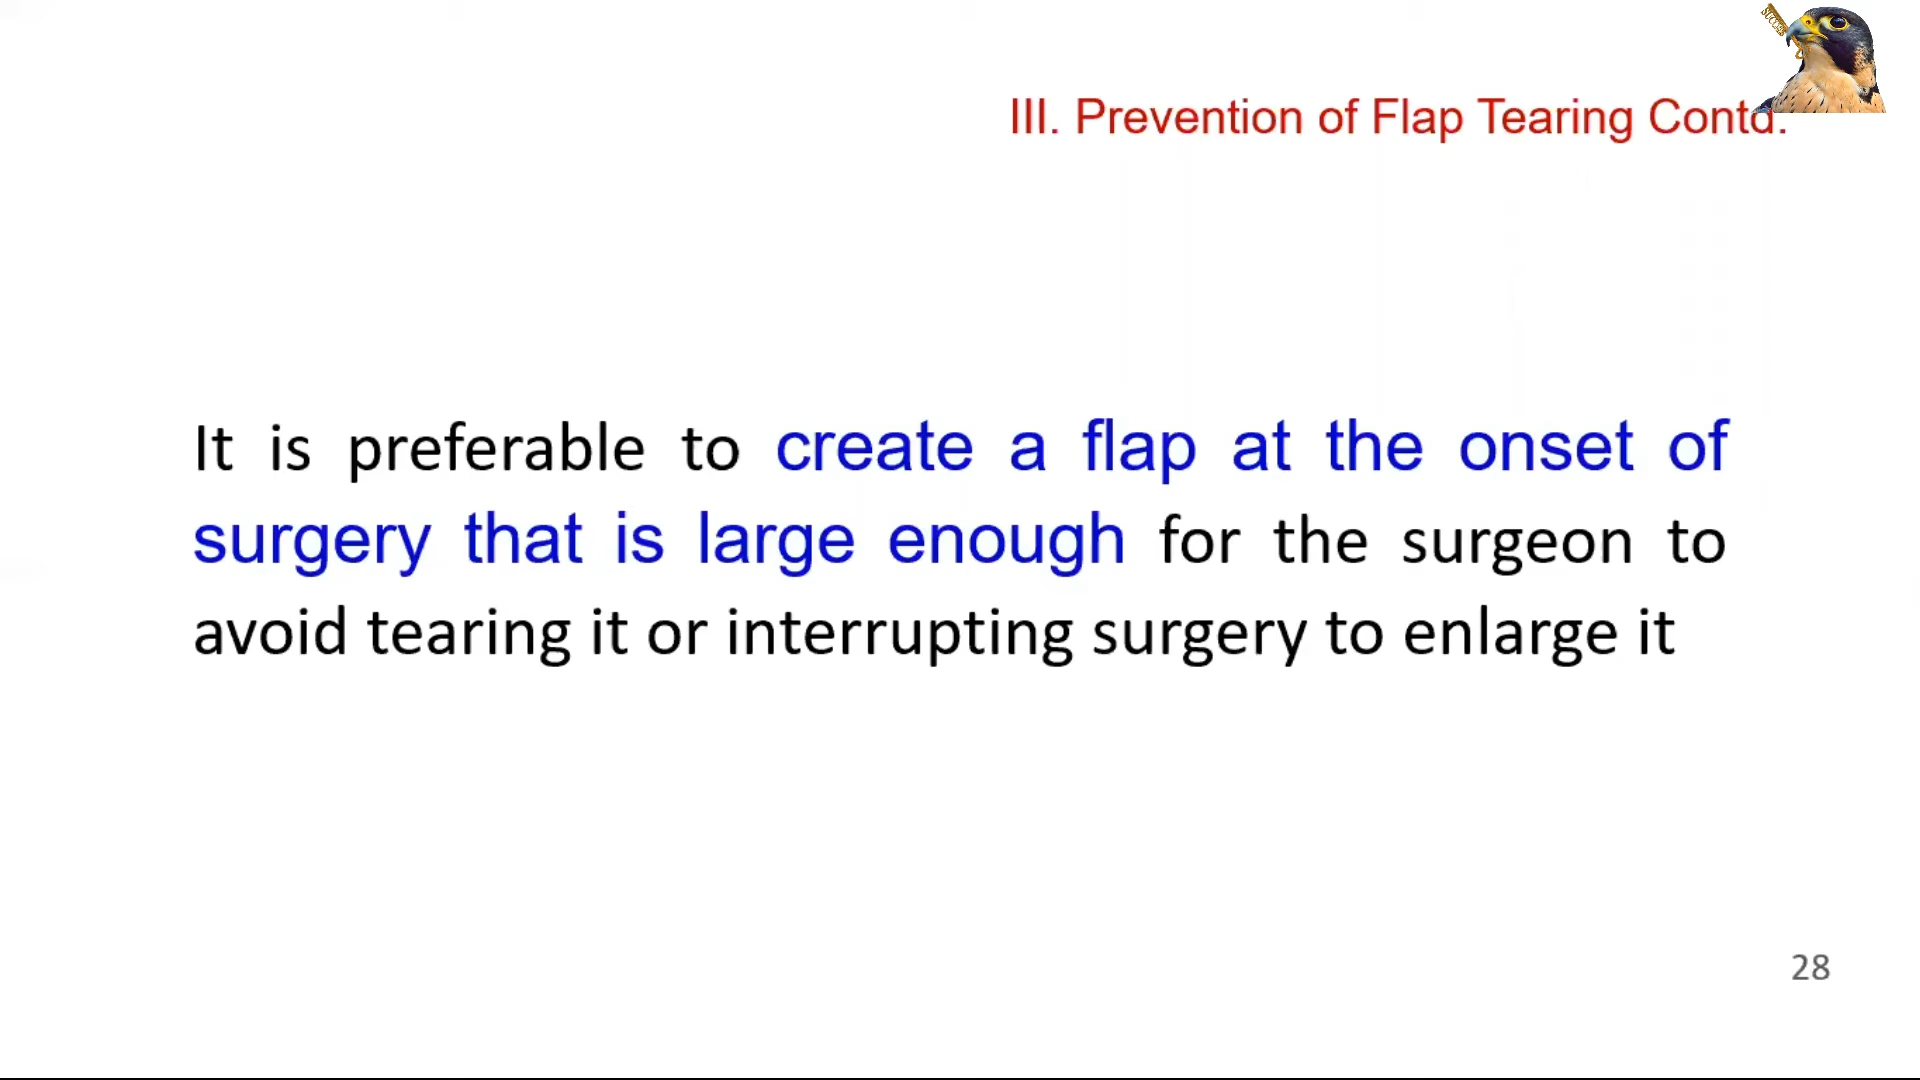 SUCCESS
III. Prevention of Flap Tearing Contd.
It is preferable to create a flap at the onset of
surgery that is large enough for the surgeon to
avoid tearing it or interrupting surgery to enlarge it
28